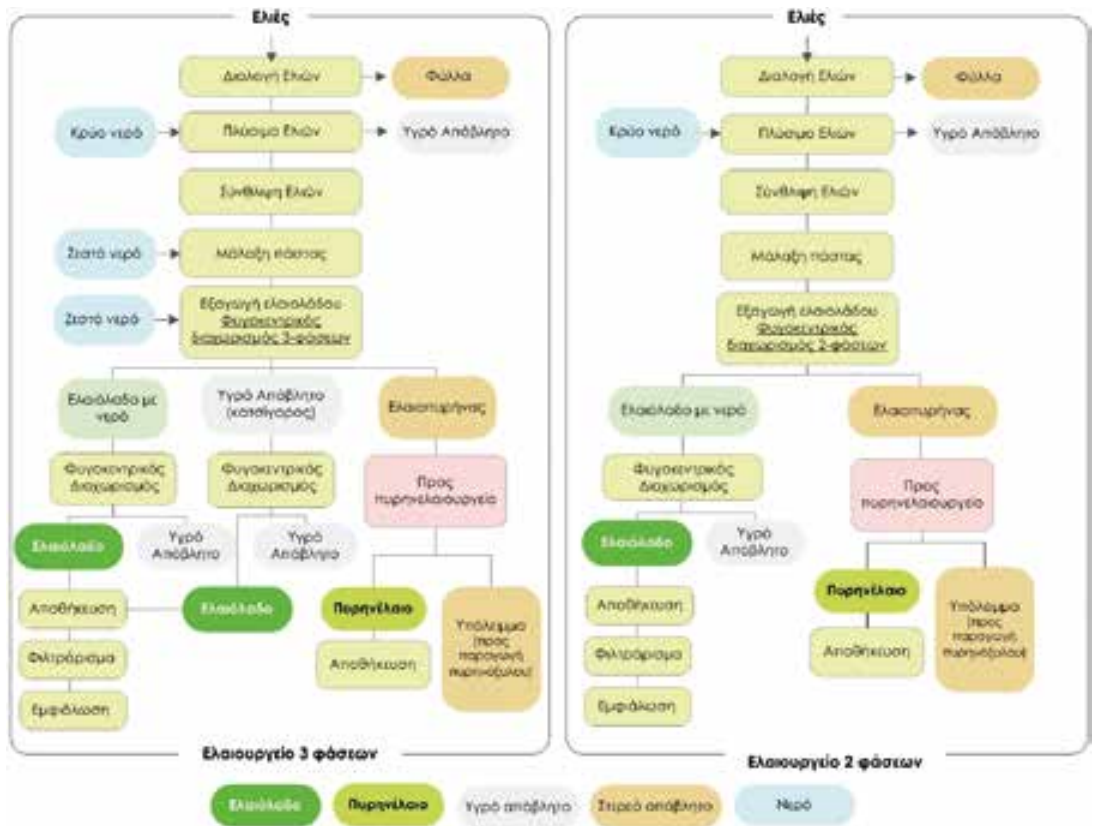 Ελιές
Διαλογή Ελιών
Φύλλα
Κρύο νερό
Πλύσιμο Ελιών
Υγρό Απόβλητο
Σύνθλιψη Ελιών
Ζεστό νερό
Μάλαξη πάστας
Ζεστό νερό
Εξαγωγή ελαιολάδου
Φυγοκεντρικός
διαχωρισμός 3-φάσεων
Ελαιόλαδο με
νερό
Υγρό Απόβλητο
(κατσίγαρος)
Ελαιοπυρήνας
Φυγοκεντρικός
Διαχωρισμός
Φυγοκεντρικός
Διαχωρισμός
Προς
πυρηνελαιουργείο
Ελαιόλαδο
Υγρό
Απόβλητο
Υγρό
Απόβλητο
Αποθήκευση
Ελαιόλαδο
Πυρηνέλαιο
Υπόλειμμα
(προς
παραγωγή
πυρηνόξυλου)
Φιλτράρισμα
Αποθήκευση
Εμφιάλωση
Ελαιουργείο 3 φάσεων
Ελιές
Διαλογή Ελιών
Φύλλα
Κρύο νερό
Πλύσιμο Ελιών
Υγρό Απόβλητο
Σύνθλιψη Ελιών
Μάλαξη πάστας
Εξαγωγή ελαιολάδου
Φυγοκεντρικός
διαχωρισμός 2-φάσεων
Ελαιόλαδο με νερό
Ελαιοπυρήνας
Φυγοκεντρικός
Διαχωρισμός
Προς
πυρηνελαιουργείο
Ελαιόλαδο
Υγρό
Απόβλητο
Αποθήκευση
Πυρηνέλαιο
Υπόλειμμα
(προς
παραγωγή
πυρηνόξυλου)
Φιλτράρισμα
Αποθήκευση
Εμφιάλωση
Ελαιουργείο 2 φάσεων
Ελαιόλαδο
Πυρηνέλαιο
Υγρό απόβλητο
Στερεό απόβλητο
Νερό